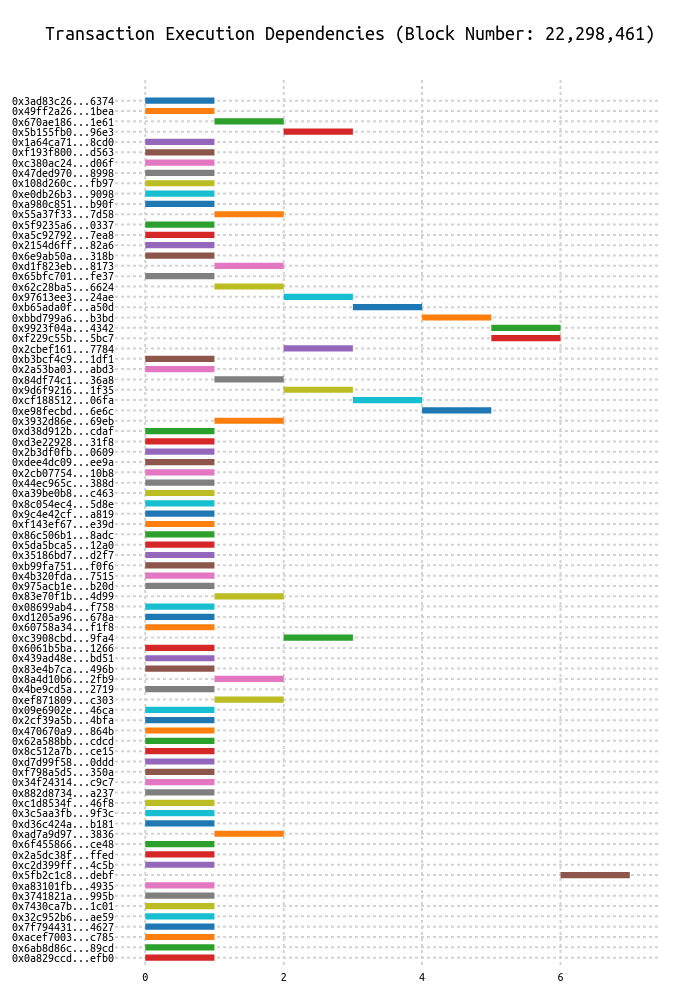 Transaction Execution Dependencies (Block Number: 22,298,461)
0x3ad83c26...6374
0x49ff2a26...1bea
0x670ae186...1e61
0x5b155fb0...96e3
0x1a64ca71...8cd0
0xf193f800...d563
0xc380ac24...d06f
0x47ded970...8998
0x108d260c...fb97
0xe0db26b3...9098
0xa980c851...b90f
0x55a37f33...7d58
0x5f9235a6...0337
0xa5c92792...7ea8
0x2154d6ff...82a6
0x6e9ab50a...318b
0xd1f823eb...8173
0x65bfc701...fe37
0x62c28ba5...6624
0x97613ee3...24ae
0xb65ada0f...a50d
0xbbd799a6...b3bd
0x9923f04a...4342
0xf229c55b...5bc7
0x2cbef161...7784
0xb3bcf4c9...1df1
0x2a53ba03...abd3
0x84df74c1...36a8
0x9d6f9216...1f35
0xcf188512...06fa
0xe98fecbd...6e6c
0x3932d86e...69eb
0xd38d912b...cdaf
0xd3e22928...31f8
0x2b3df0fb...0609
0xdee4dc09...ee9a
0x2cb07754...10b8
0x44ec965c...388d
0xa39be0b8...c463
0x8c054ec4...5d8e
0x9c4e42cf...a819
0xf143ef67...e39d
0x86c506b1...8adc
0x5da5bca5...12a0
0x35186bd7...d2f7
0xb99fa751...f0f6
0x4b320fda...7515
0x975acb1e...b20d
0x83e70f1b...4d99
0x08699ab4...f758
0xd1205a96...678a
0x60758a34...f1f8
0xc3908cbd...9fa4
0x6061b5ba...1266
0x439ad48e...bd51
0x83e4b7ca...496b
0x8a4d10b6...2fb9
0x4be9cd5a...2719
0xef871809...c303
0x09e6902e...46ca
0x2cf39a5b...4bfa
0x470670a9...864b
0x62a588bb...cdcd
0x8c512a7b...ce15
0xd7d99f58...0ddd
0xf798a5d5...350a
0x34f24314...c9c7
0x882d8734...a237
0xc1d8534f...46f8
0x3c5aa3fb...9f3c
0xd36c424a...b181
0xad7a9d97...3836
0x6f455866...ce48
0x2a5dc38f...ffed
0xc2d399ff...4c5b
0x5fb2c1c8...debf
0xa83101fb...4935
0x3741821a...995b
0x7430ca7b...1c01
0x32c952b6...ae59
0x7f794431...4627
0xacef7003...c785
0x6ab8d86c...89cd
0x0a829ccd...efb0
0 2 4 6